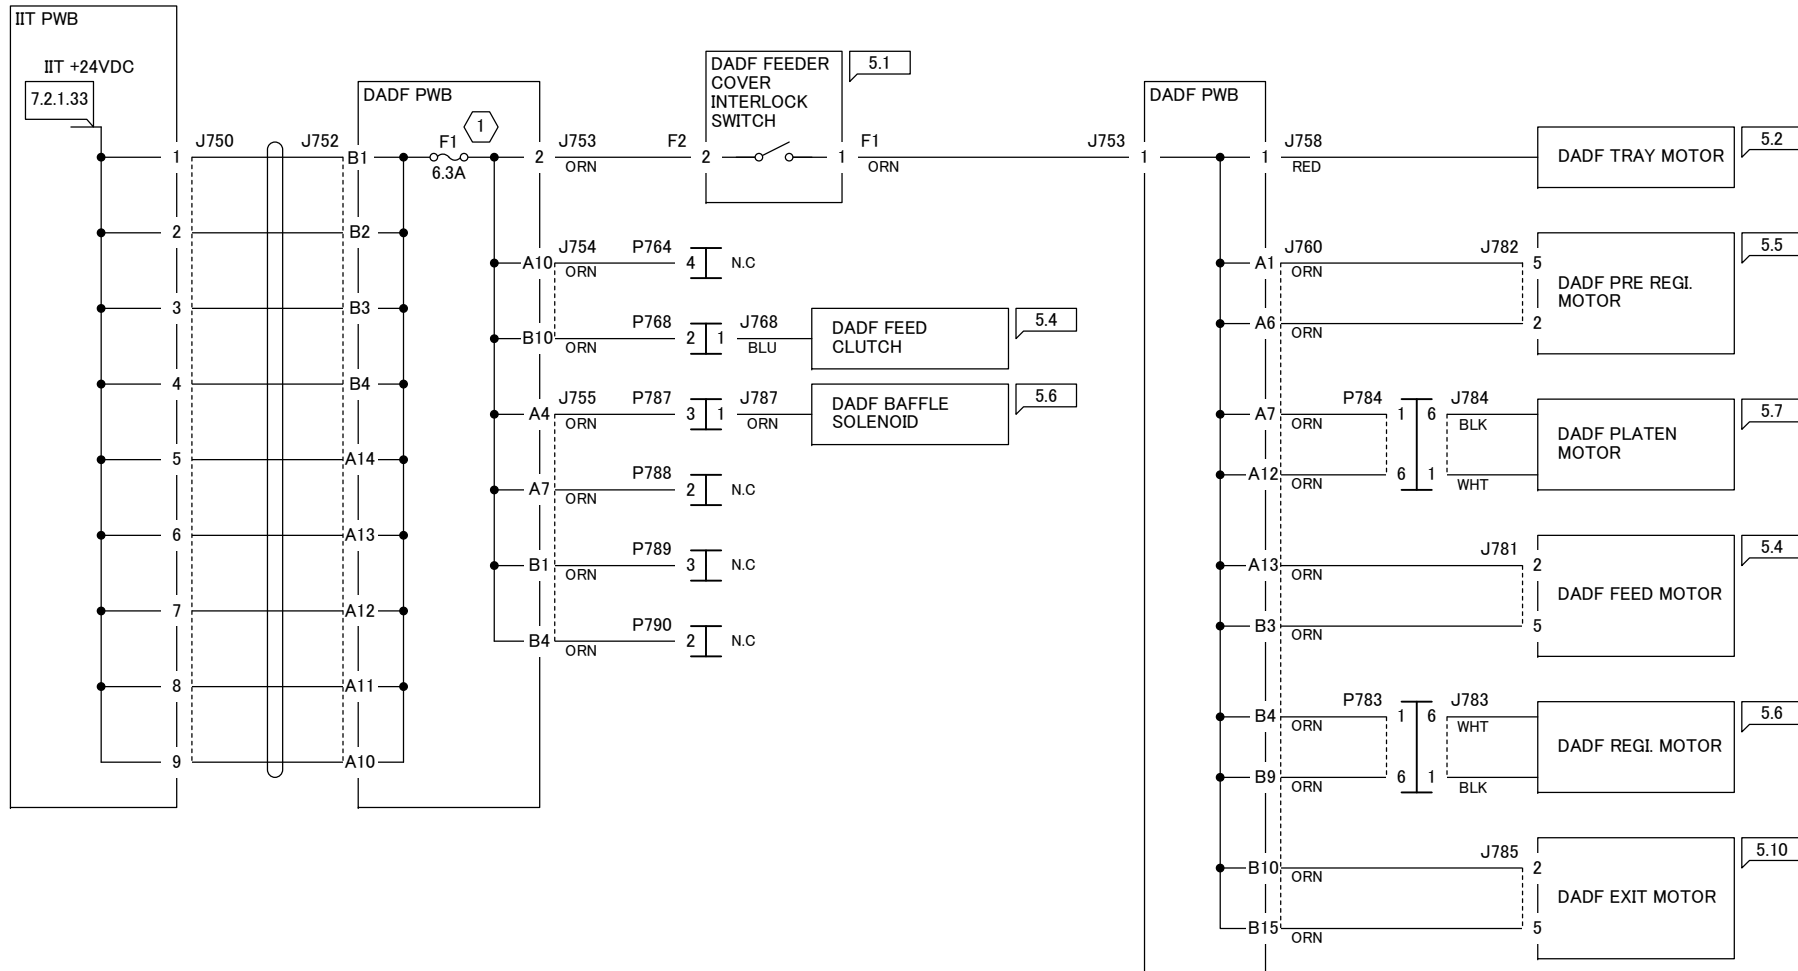 IIT PWB
IIT +24VDC
7.2.1.33
DADF PWB
1
F1
6.3A
DADF FEEDER
COVER
INTERLOCK
SWITCH
5.1
DADF PWB
1 J750 J752 B1
2 J753 F2 2
ORN
1 F1
ORN
J753 1
1 J758
RED
DADF TRAY MOTOR
5.2
2 B2
3 B3
4 B4
5 A14
6 A13
7 A12
8 A11
9 A10
A10 J754 P764 4 N.C
ORN
B10 P768 2 1 J768
ORN BLU
DADF FEED
CLUTCH
5.4
A4 J755 P787 3 1 J787
ORN ORN
DADF BAFFLE
SOLENOID
5.6
A7 P788 2 N.C
ORN
B1 P789 3 N.C
ORN
B4 P790 2 N.C
ORN
A1 J760 J782 5
ORN
A6 2
ORN
DADF PRE REGI.
MOTOR
5.5
A7 P784 1 6 J784
ORN BLK
A12 6 1
ORN WHT
DADF PLATEN
MOTOR
5.7
A13 J781 2
ORN
B3 5
ORN
DADF FEED MOTOR
5.4
B4 P783 1 6 J783
ORN WHT
B9 6 1
ORN BLK
DADF REGI. MOTOR
5.6
B10 J785 2
ORN
B15 5
ORN
DADF EXIT MOTOR
5.10